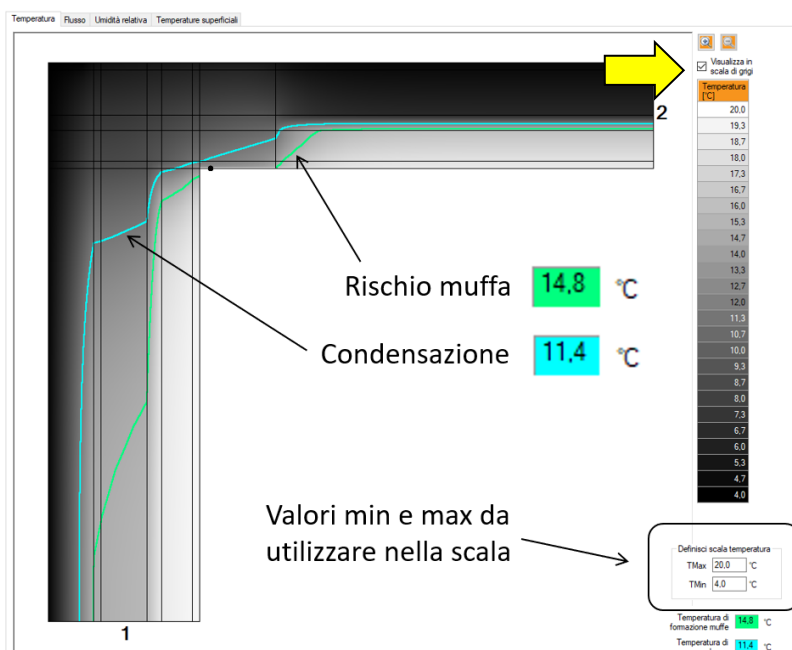 Temperatura Flusso Umidità relativa Temperature superficiali
Visualizza in
scala di grigi
Temperatura
[°C]
20,0
19,3
18,7
18,0
17,3
16,7
16,0
15,3
14,7
14,0
13,3
12,7
12,0
11,3
10,7
10,0
9,3
8,7
8,0
7,3
6,7
6,0
5,3
4,7
4,0
2
Rischio muffa 14,8 °C
Condensazione 11,4 °C
Valori min e max da
utilizzare nella scala
1
Definisci scala temperatura
TMax 20,0 °C
TMin 4,0 °C
Temperatura di
formazione muffe 14,8 °C
Temperatura di
11,4 °C